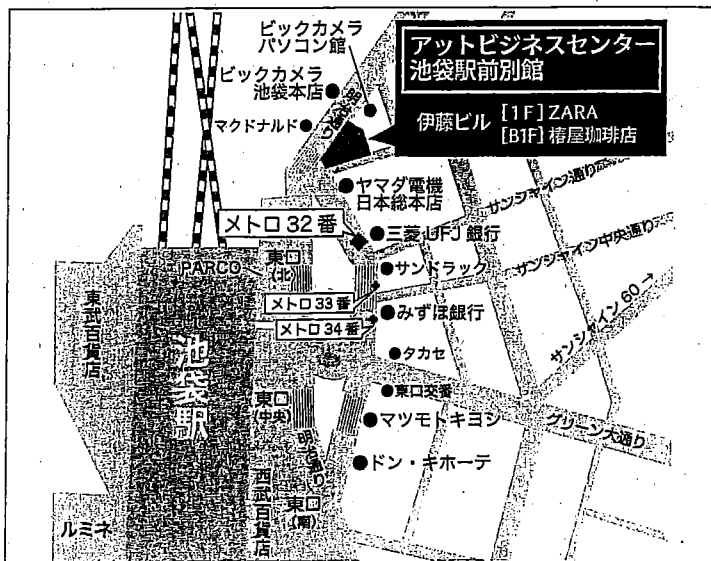 ビックカメラ
パソコン館
アットビジネスセンター
池袋駅前別館
ビックカメラ
池袋本店
伊藤ビル [1F] ZARA
[B1F] 椿屋珈琲店
マクドナルド
明治通り
ヤマダ電機
日本総本店
サンシャイン通り
メトロ32番
三菱UFJ銀行
サンシャイン中央通り
東口
(北)
PARCO
サンドラック
東武百貨店
メトロ33番
みずほ銀行
サンシャイン60→
メトロ34番
池袋駅
タカセ
東口
(中央)
東口交番
マツモトキヨシ
グリーン大通り
明治通り
ドン・キホーテ
西武百貨店
東口
(南)
ルミネ